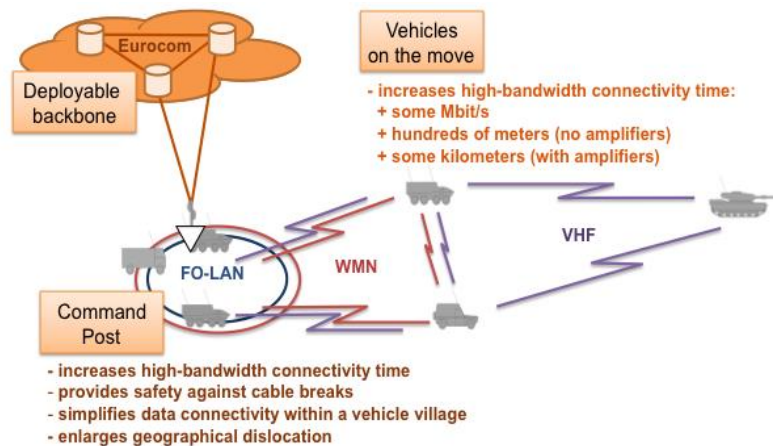 Eurocom
Deployable
backbone
Vehicles
on the move
- increases high-bandwidth connectivity time:
+ some Mbit/s
+ hundreds of meters (no amplifiers)
+ some kilometers (with amplifiers)
FO-LAN
WMN
VHF
Command
Post
- increases high-bandwidth connectivity time
- provides safety against cable breaks
- simplifies data connectivity within a vehicle village
- enlarges geographical dislocation